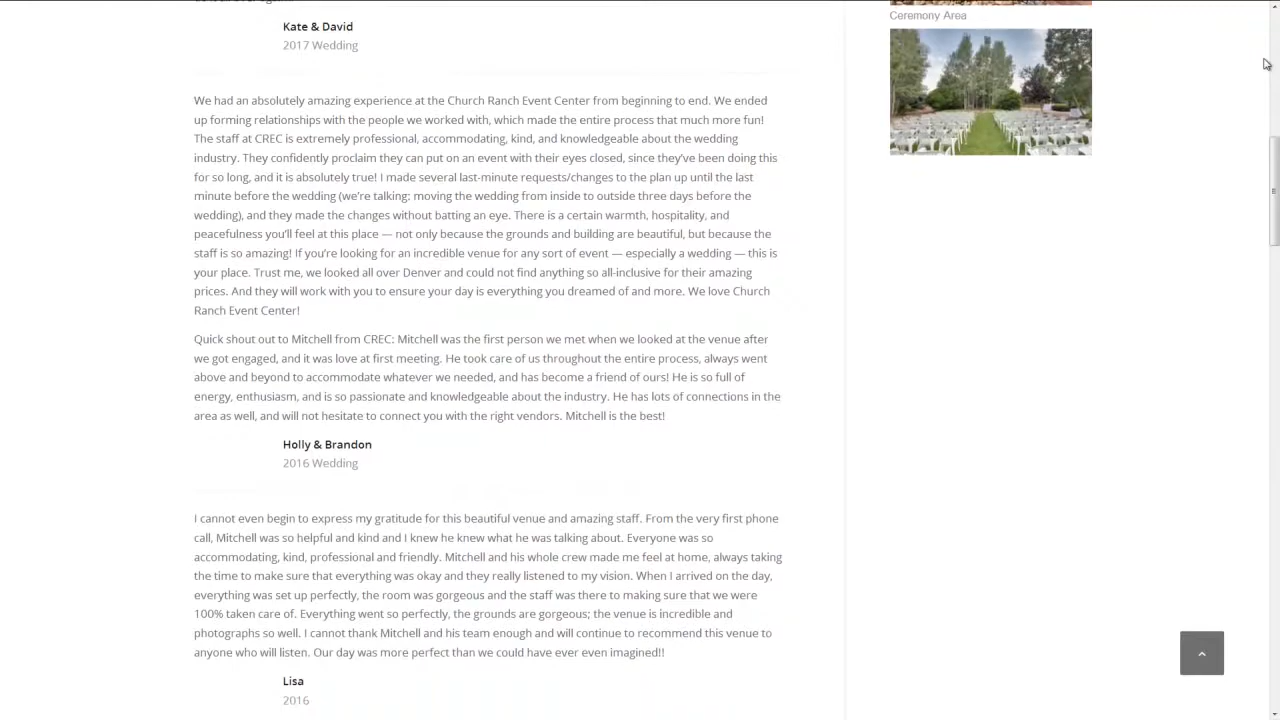 Kate & David
2017 Wedding
Ceremony Area
We had an absolutely amazing experience at the Church Ranch Event Center from beginning to end. We ended
up forming relationships with the people we worked with, which made the entire process that much more fun!
The staff at CREC is extremely professional, accommodating, kind, and knowledgeable about the wedding
industry. They confidently proclaim they can put on an event with their eyes closed, since they've been doing this
for so long, and it is absolutely true! I made several last-minute requests/changes to the plan up until the last
minute before the wedding (we're talking: moving the wedding from inside to outside three days before the
wedding), and they made the changes without batting an eye. There is a certain warmth, hospitality, and
peacefulness you'll feel at this place — not only because the grounds and building are beautiful, but because the
staff is so amazing! If you're looking for an incredible venue for any sort of event — especially a wedding — this is
your place. Trust me, we looked all over Denver and could not find anything so all-inclusive for their amazing
prices. And they will work with you to ensure your day is everything you dreamed of and more. We love Church
Ranch Event Center!
Quick shout out to Mitchell from CREC: Mitchell was the first person we met when we looked at the venue after
we got engaged, and it was love at first meeting. He took care of us throughout the entire process, always went
above and beyond to accommodate whatever we needed, and has become a friend of ours! He is so full of
energy, enthusiasm, and is so passionate and knowledgeable about the industry. He has lots of connections in the
area as well, and will not hesitate to connect you with the right vendors. Mitchell is the best!
Holly & Brandon
2016 Wedding
I cannot even begin to express my gratitude for this beautiful venue and amazing staff. From the very first phone
call, Mitchell was so helpful and kind and I knew he knew what he was talking about. Everyone was so
accommodating, kind, professional and friendly. Mitchell and his whole crew made me feel at home, always taking
the time to make sure that everything was okay and they really listened to my vision. When I arrived on the day,
everything was set up perfectly, the room was gorgeous and the staff was there to making sure that we were
100% taken care of. Everything went so perfectly, the grounds are gorgeous; the venue is incredible and
photographs so well. I cannot thank Mitchell and his team enough and will continue to recommend this venue to
anyone who will listen. Our day was more perfect than we could have ever even imagined!!
Lisa
2016